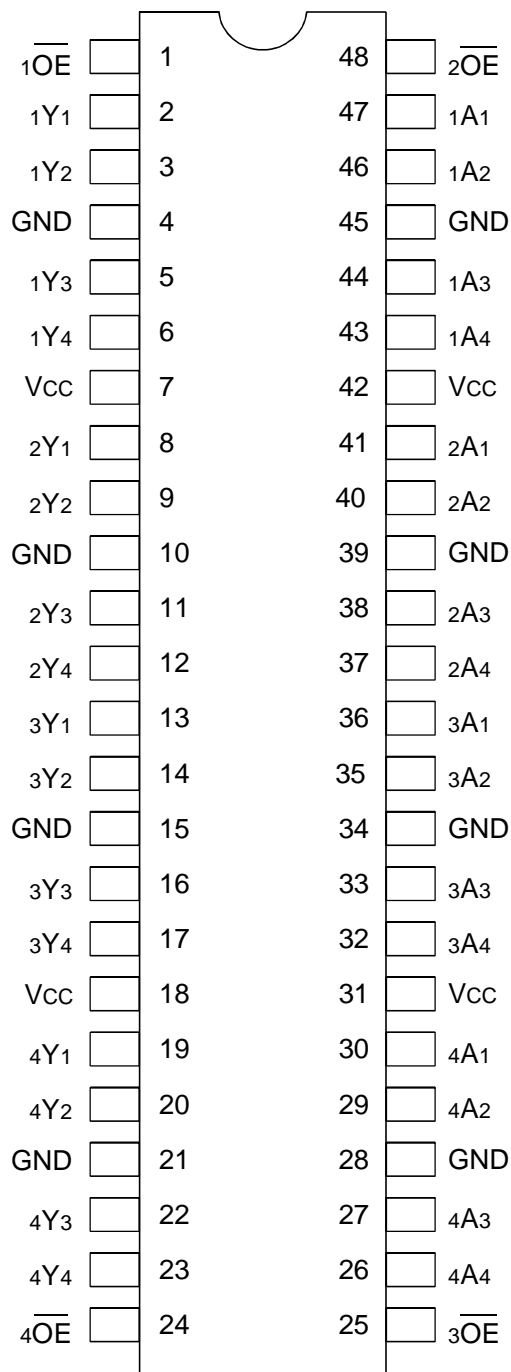 1OE 1 48 2OE
1Y1 2 47 1A1
1Y2 3 46 1A2
GND 4 45 GND
1Y3 5 44 1A3
1Y4 6 43 1A4
VCC 7 42 VCC
2Y1 8 41 2A1
2Y2 9 40 2A2
GND 10 39 GND
2Y3 11 38 2A3
2Y4 12 37 2A4
3Y1 13 36 3A1
3Y2 14 35 3A2
GND 15 34 GND
3Y3 16 33 3A3
3Y4 17 32 3A4
VCC 18 31 VCC
4Y1 19 30 4A1
4Y2 20 29 4A2
GND 21 28 GND
4Y3 22 27 4A3
4Y4 23 26 4A4
4OE 24 25 3OE